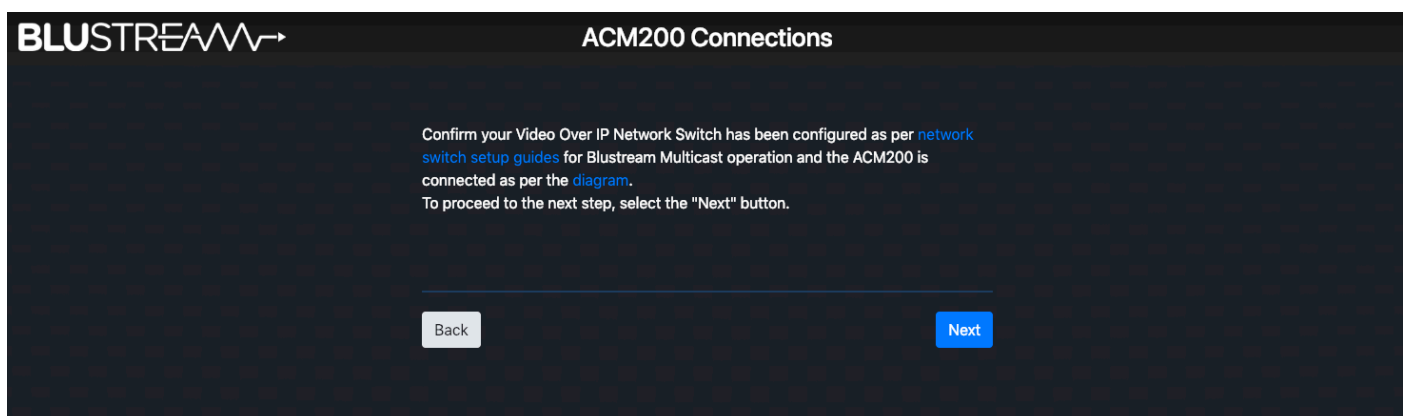 BLUSTREAM
ACM200 Connections
Confirm your Video Over IP Network Switch has been configured as per network
switch setup guides for Blustream Multicast operation and the ACM200 is
connected as per the diagram.
To proceed to the next step, select the "Next" button.
Back
Next